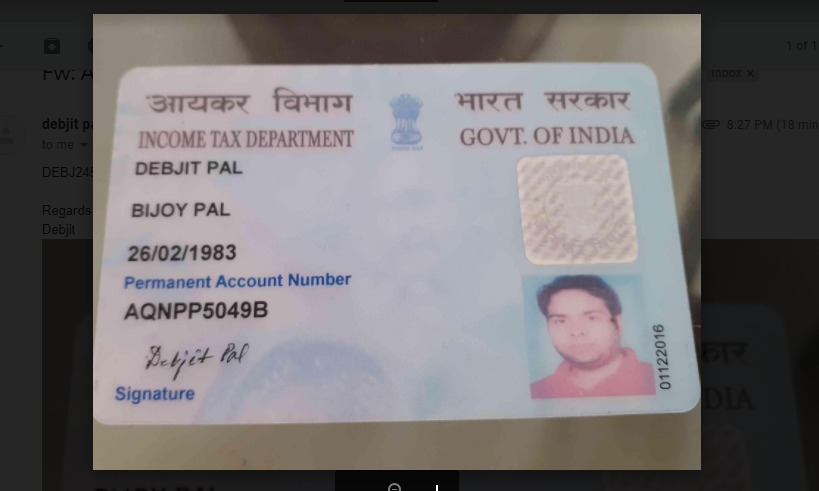 1 of 1
Fw: A
Inbox x
debjit pa
8:27 PM (18 min
to me
DEBJ24
Regards
Debjit
आयकर विभाग
भारत सरकार
INCOME TAX DEPARTMENT
GOVT. OF INDIA
DEBJIT PAL
BIJOY PAL
26/02/1983
Permanent Account Number
AQNPP5049B
Debjit Pal
Signature
01122016